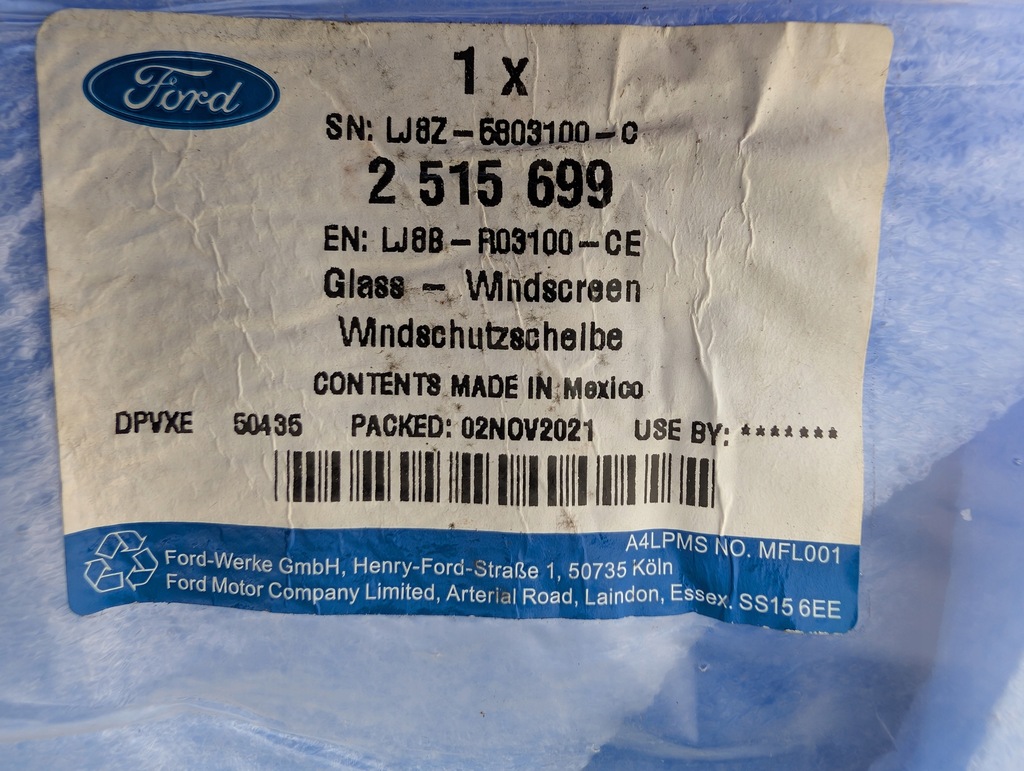 Ford
1 x
SN: LJ8Z-5803100-C
2 515 699
EN: LJ8B-R03100-CE
Glass - Windscreen
Windschutzscheibe
CONTENTS MADE IN Mexico
DPVXE 50435 PACKED: 02NOV2021 USE BY: *******
A4LPMS NO. MFL001
Ford-Werke GmbH, Henry-Ford-Straße 1, 50735 Köln
Ford Motor Company Limited, Arterial Road, Laindon, Essex. SS15 6EE